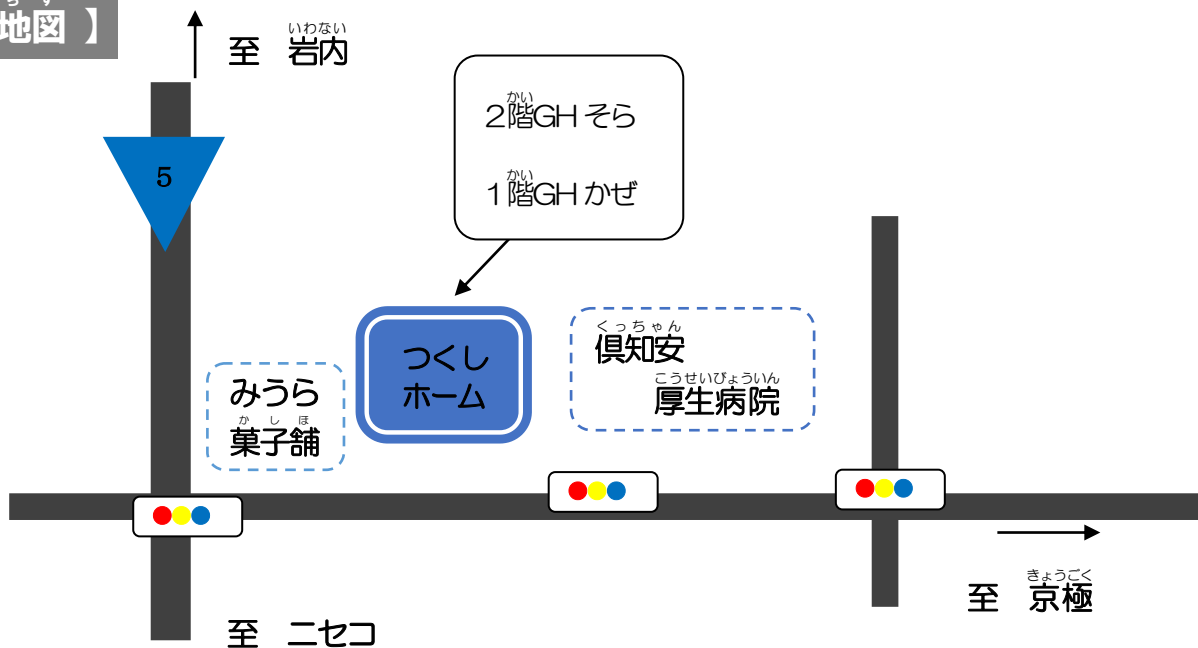 地図 】
至 岩内
5
2階GH そら
1階GH かぜ
つくし
ホーム
倶知安
厚生病院
みうら
菓子舗
至 京極
至 ニセコ